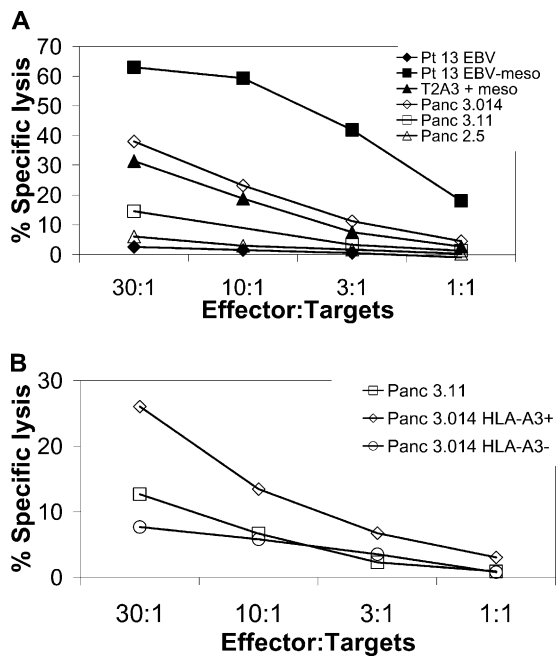 A
% Specific lysis
70
60
50
40
30
20
10
0
30:1 10:1 3:1 1:1
Effector:Targets
Pt 13 EBV
Pt 13 EBV-meso
T2A3 + meso
Panc 3.014
Panc 3.11
Panc 2.5
B
% Specific lysis
30
20
10
0
30:1 10:1 3:1 1:1
Effector:Targets
Panc 3.11
Panc 3.014 HLA-A3+
Panc 3.014 HLA-A3-